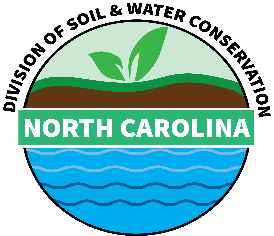 DIVISION OF SOIL & WATER CONSERVATION
NORTH CAROLINA